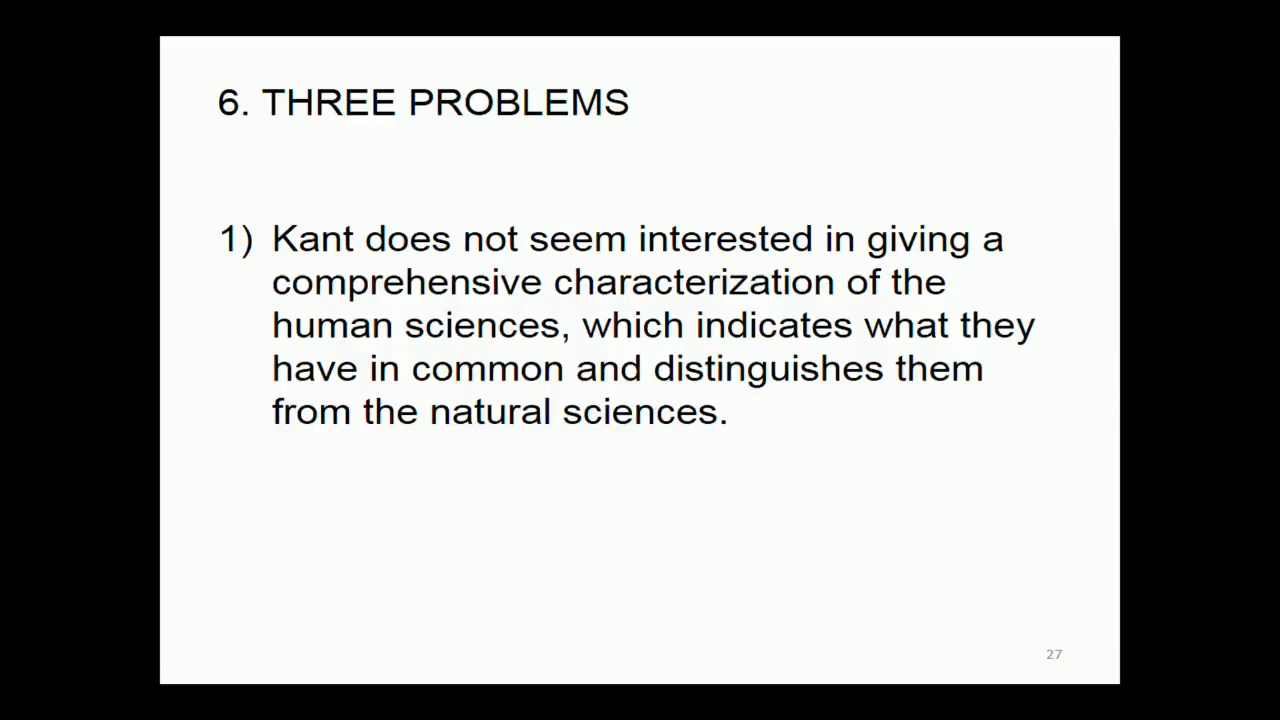 6. THREE PROBLEMS
1) Kant does not seem interested in giving a
comprehensive characterization of the
human sciences, which indicates what they
have in common and distinguishes them
from the natural sciences.
27